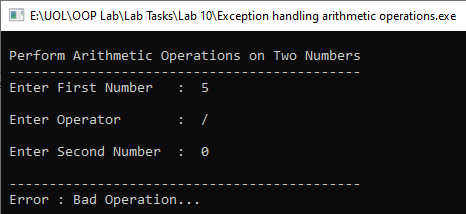 E:\UOL\OOP Lab\Lab Tasks\Lab 10\Exception handling arithmetic operations.exe
Perform Arithmetic Operations on Two Numbers
--------------------------------------------
Enter First Number   :  5
Enter Operator       :  /
Enter Second Number  :  0
--------------------------------------------
Error : Bad Operation...